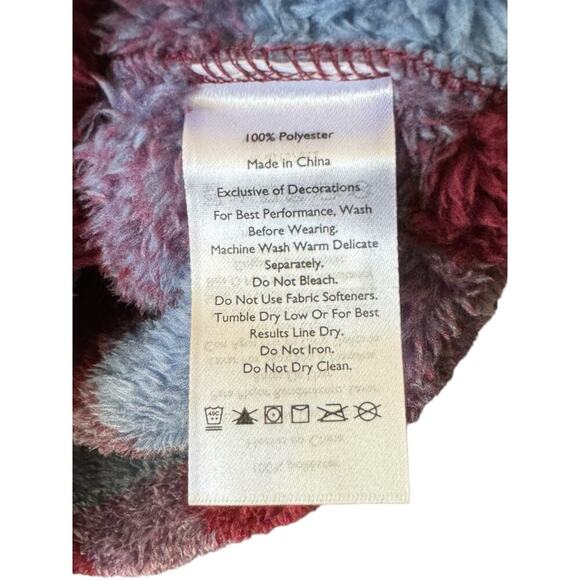 100% Polyester
Made in China
Exclusive of Decorations
For Best Performance, Wash
Before Wearing.
Machine Wash Warm Delicate
Separately.
Do Not Bleach.
Do Not Use Fabric Softeners.
Tumble Dry Low Or For Best
Results Line Dry.
Do Not Iron.
Do Not Dry Clean.
40C